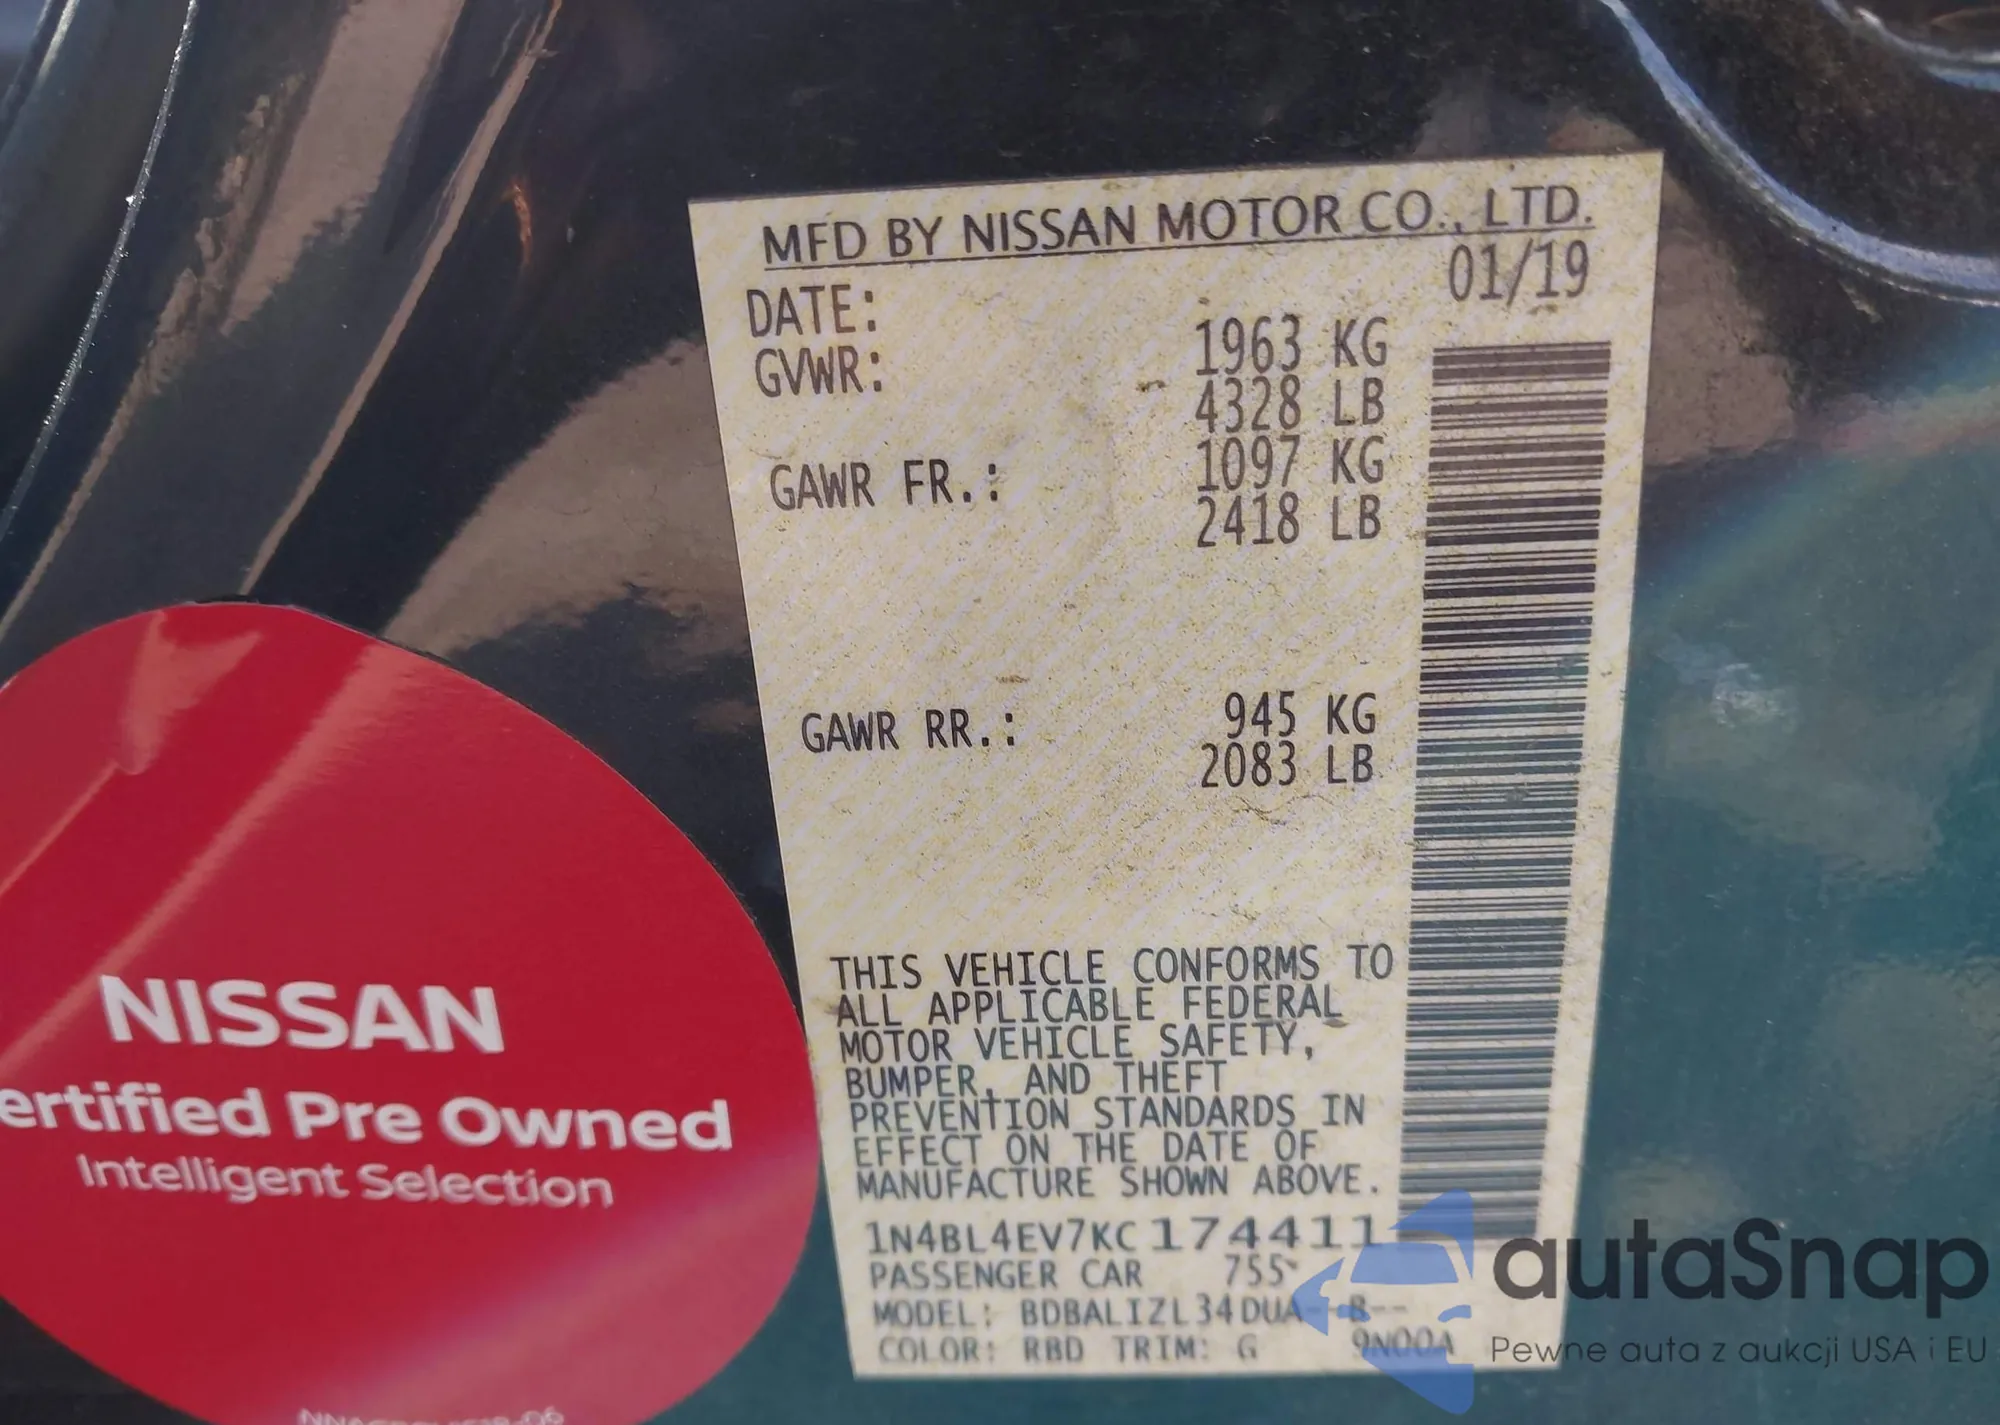 MFD BY NISSAN MOTOR CO., LTD.
DATE: 01/19
GVWR: 1963 KG
4328 LB
GAWR FR.: 1097 KG
2418 LB
GAWR RR.: 945 KG
2083 LB
THIS VEHICLE CONFORMS TO
ALL APPLICABLE FEDERAL
MOTOR VEHICLE SAFETY,
BUMPER, AND THEFT
PREVENTION STANDARDS IN
EFFECT ON THE DATE OF
MANUFACTURE SHOWN ABOVE.
1N4BL4EV7KC174411
PASSENGER CAR 755
MODEL: BDBALIZL34DUA--B--
COLOR: RBD TRIM: G 9N00A
NISSAN
ertified Pre Owned
Intelligent Selection
autaSnap
Pewne auta z aukcji USA i EU